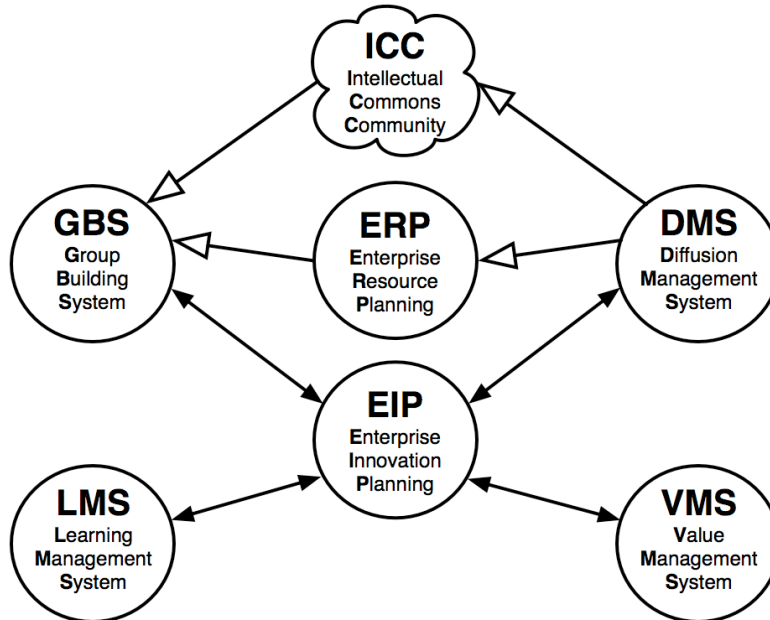 ICC
Intellectual
Commons
Community
GBS
Group
Building
System
ERP
Enterprise
Resource
Planning
DMS
Diffusion
Management
System
EIP
Enterprise
Innovation
Planning
LMS
Learning
Management
System
VMS
Value
Management
System